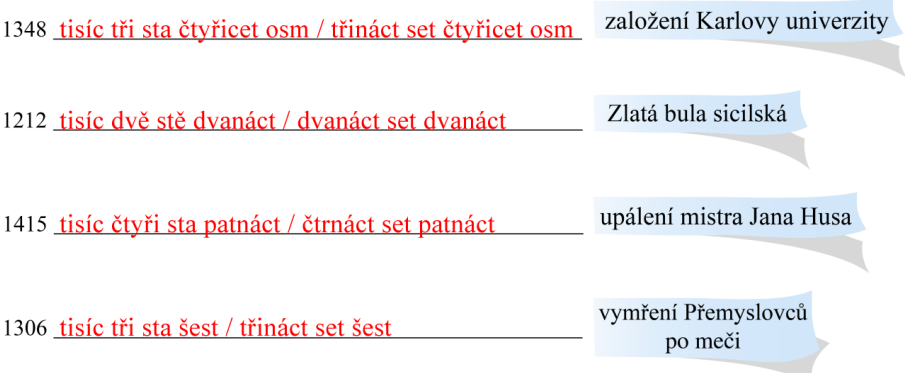 1348 tisíc tři sta čtyřicet osm / třináct set čtyřicet osm
založení Karlovy univerzity
1212 tisíc dvě stě dvanáct / dvanáct set dvanáct
Zlatá bula sicilská
1415 tisíc čtyři sta patnáct / čtrnáct set patnáct
upálení mistra Jana Husa
1306 tisíc tři sta šest / třináct set šest
vymření Přemyslovců
po meči